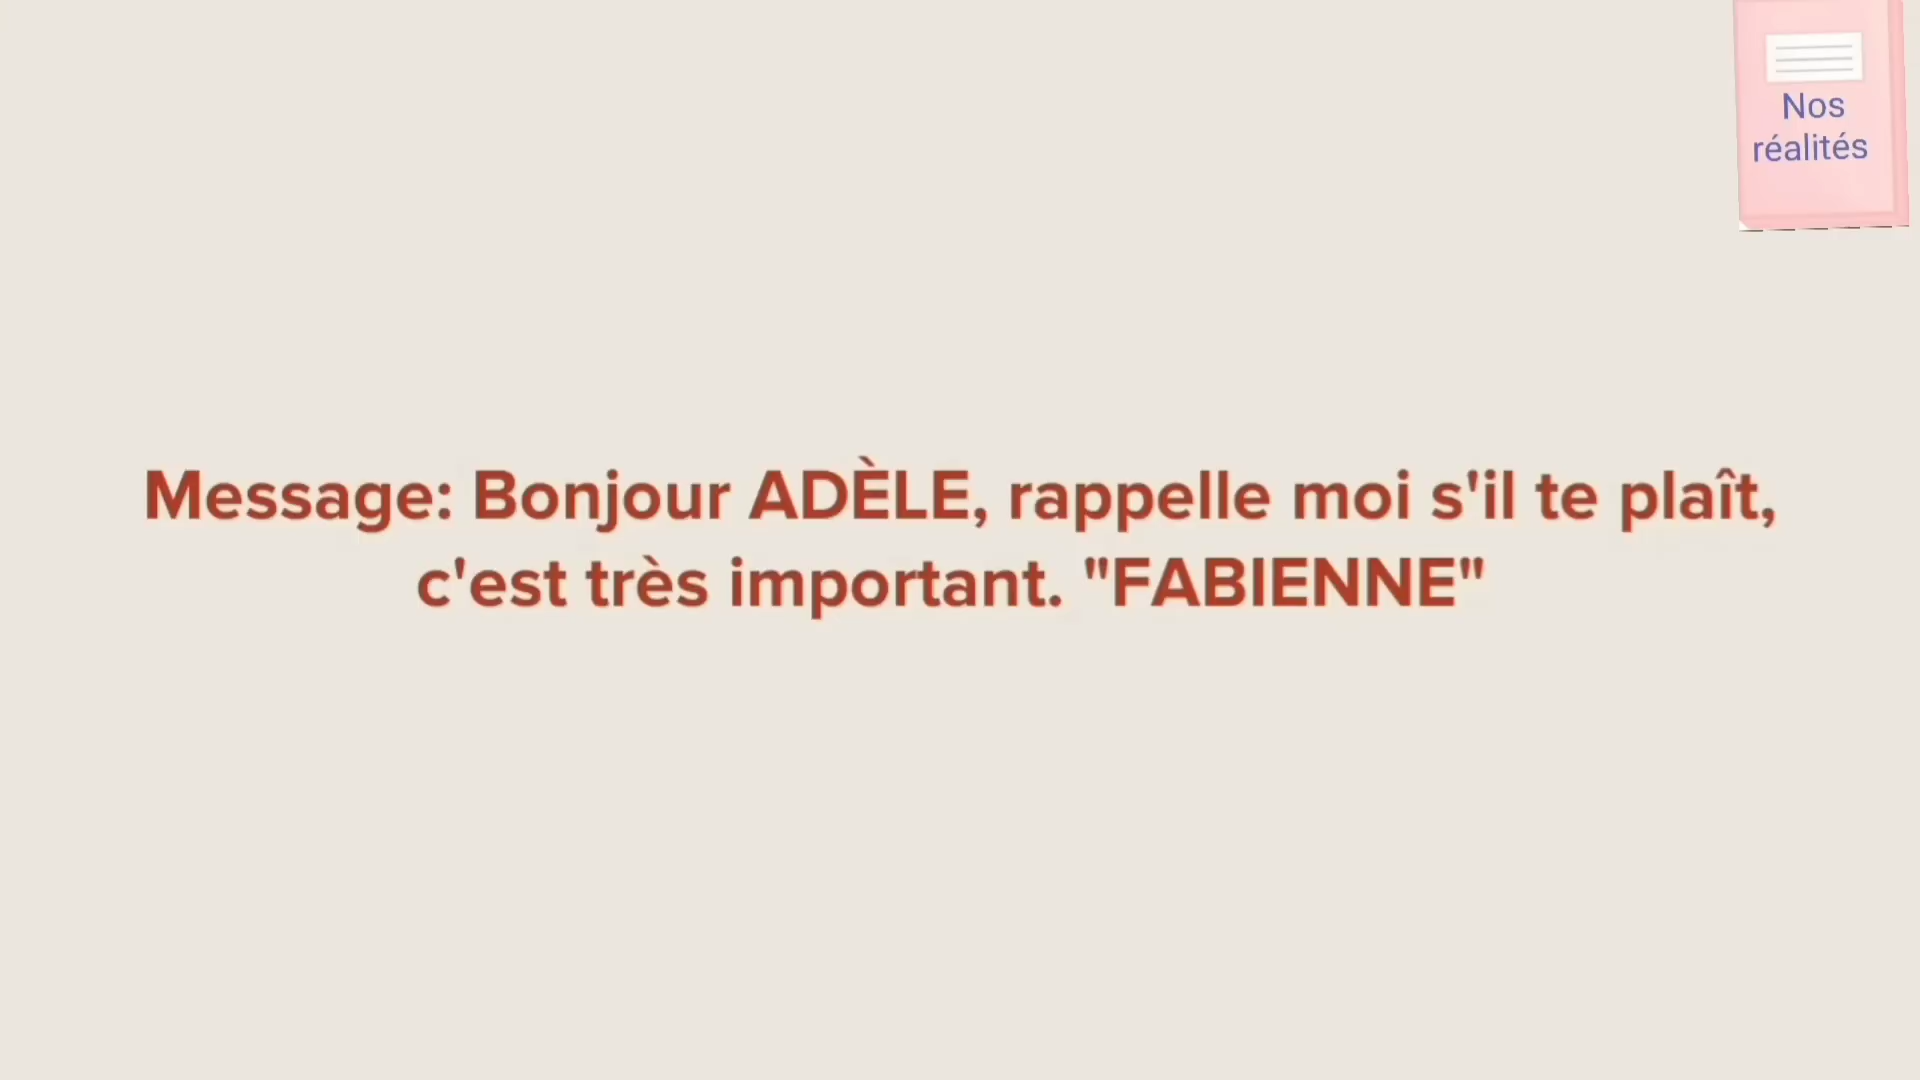 Nos
réalités
Message: Bonjour ADÈLE, rappelle moi s'il te plaît,
c'est très important. "FABIENNE"